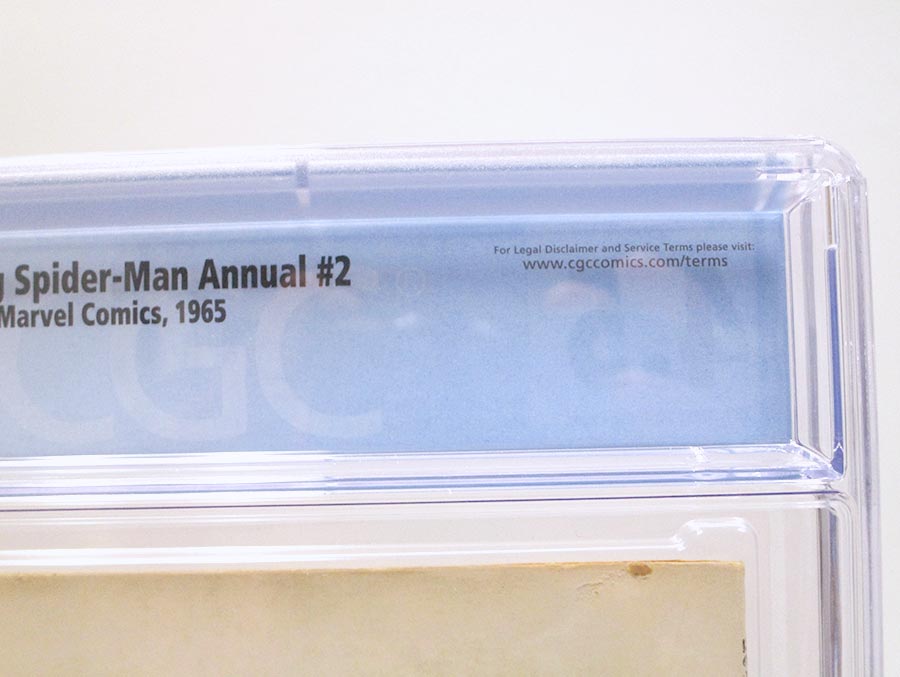 g Spider-Man Annual #2
Marvel Comics, 1965
For Legal Disclaimer and Service Terms please visit:
www.cgccomics.com/terms
CGC®